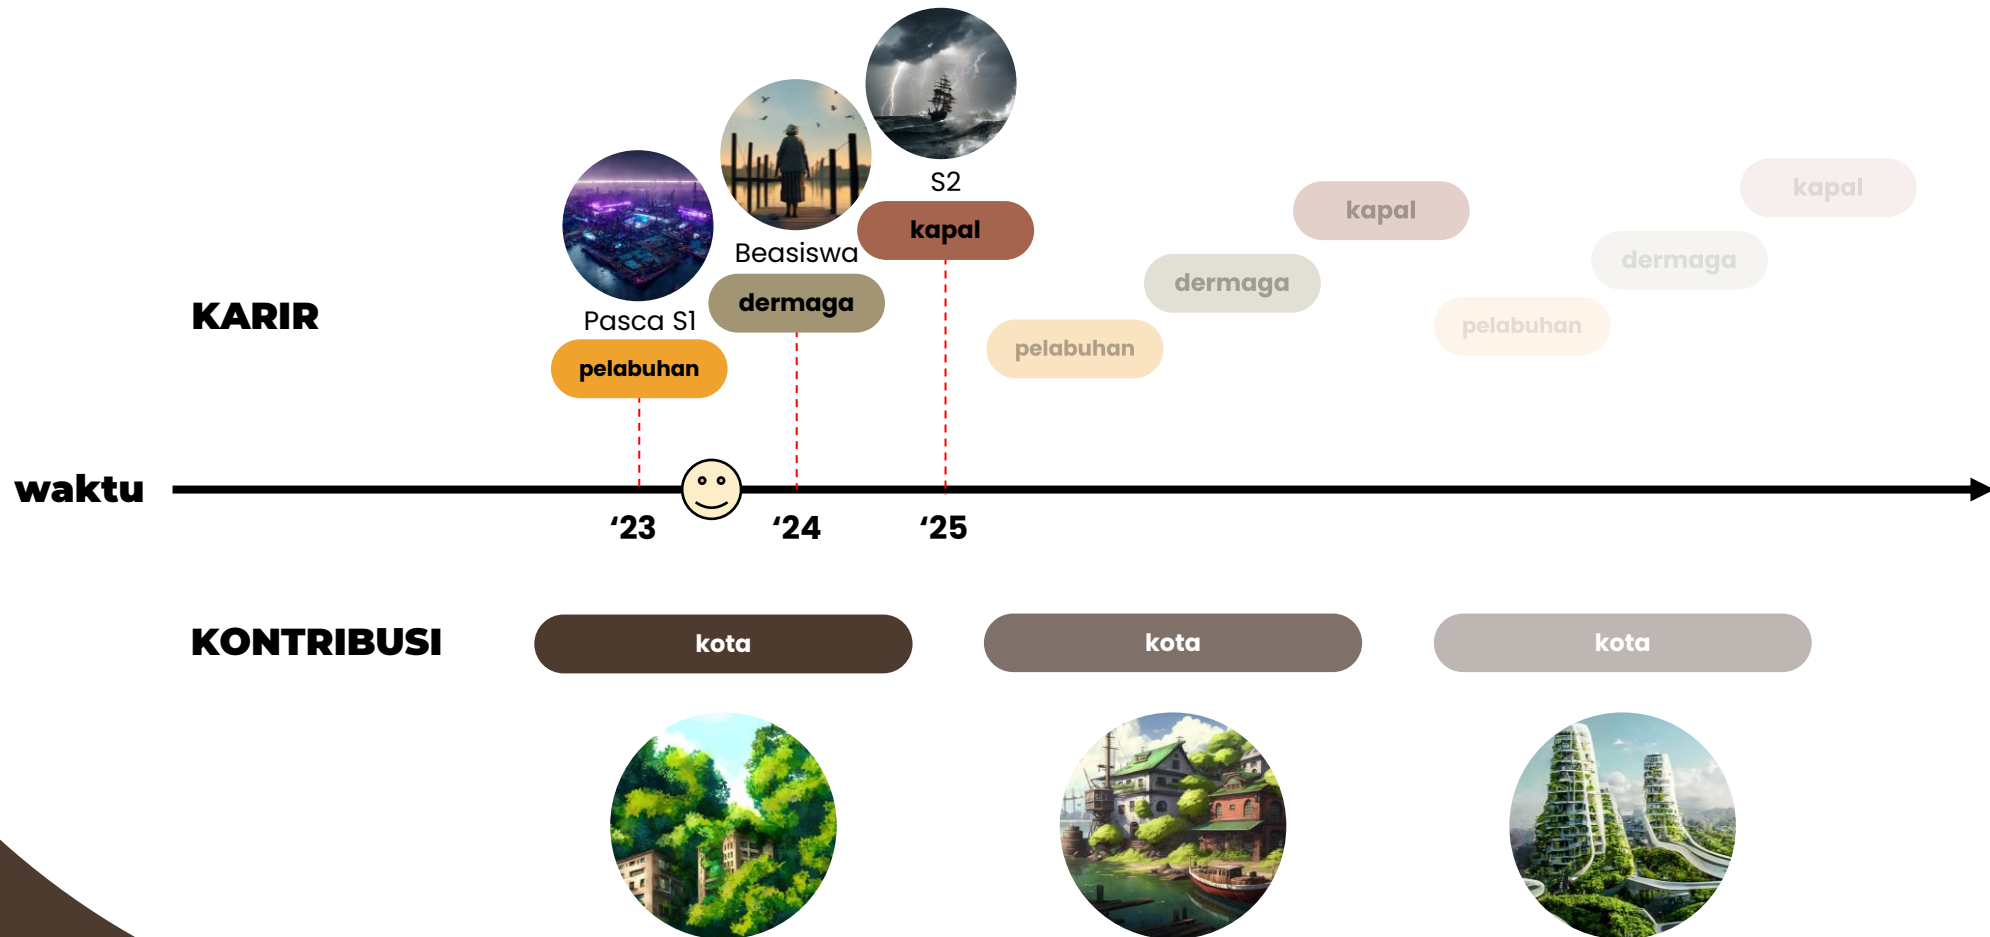 S2
kapal
Beasiswa
dermaga
Pasca S1
pelabuhan
KARIR
kapal
dermaga
pelabuhan
kapal
dermaga
pelabuhan
waktu
‘23
‘24
‘25
KONTRIBUSI
kota
kota
kota